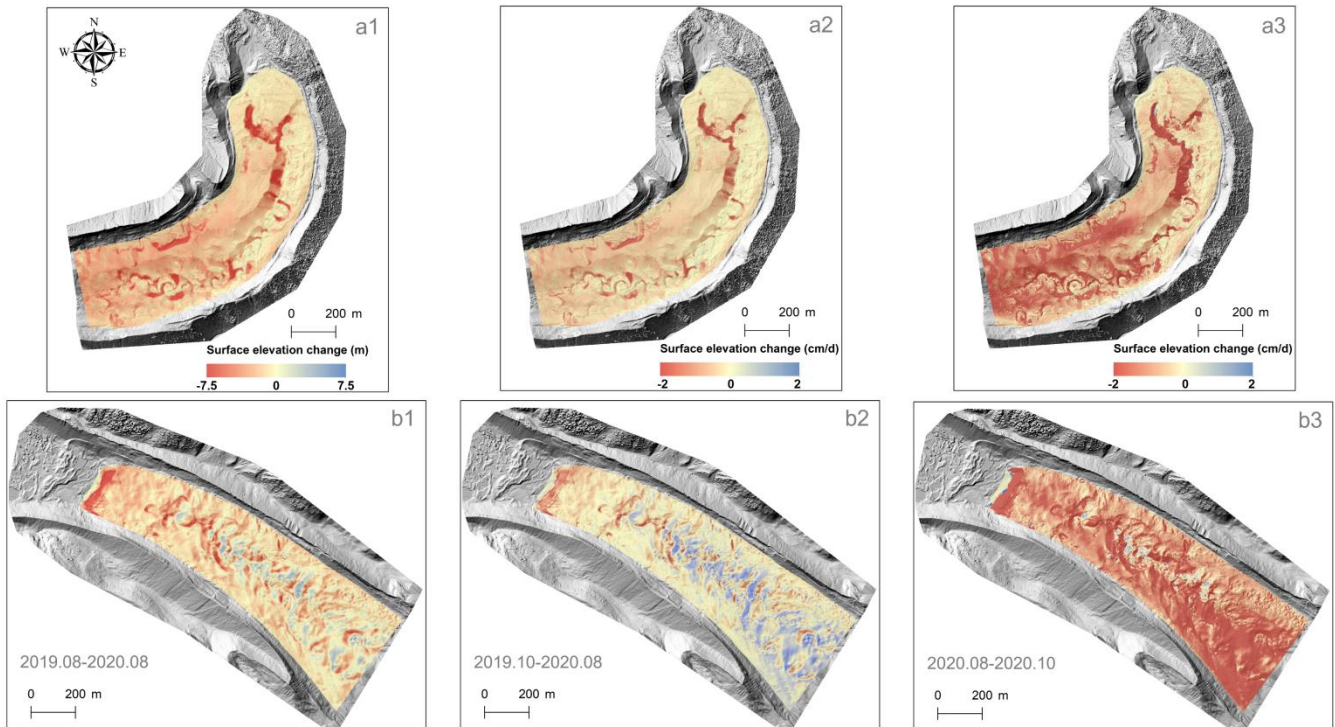 a1
N
W E
S
0 200 m
Surface elevation change (m)
-7.5 0 7.5
a2
0 200 m
Surface elevation change (cm/d)
-2 0 2
a3
0 200 m
Surface elevation change (cm/d)
-2 0 2
b1
2019.08-2020.08
0 200 m
b2
2019.10-2020.08
0 200 m
b3
2020.08-2020.10
0 200 m